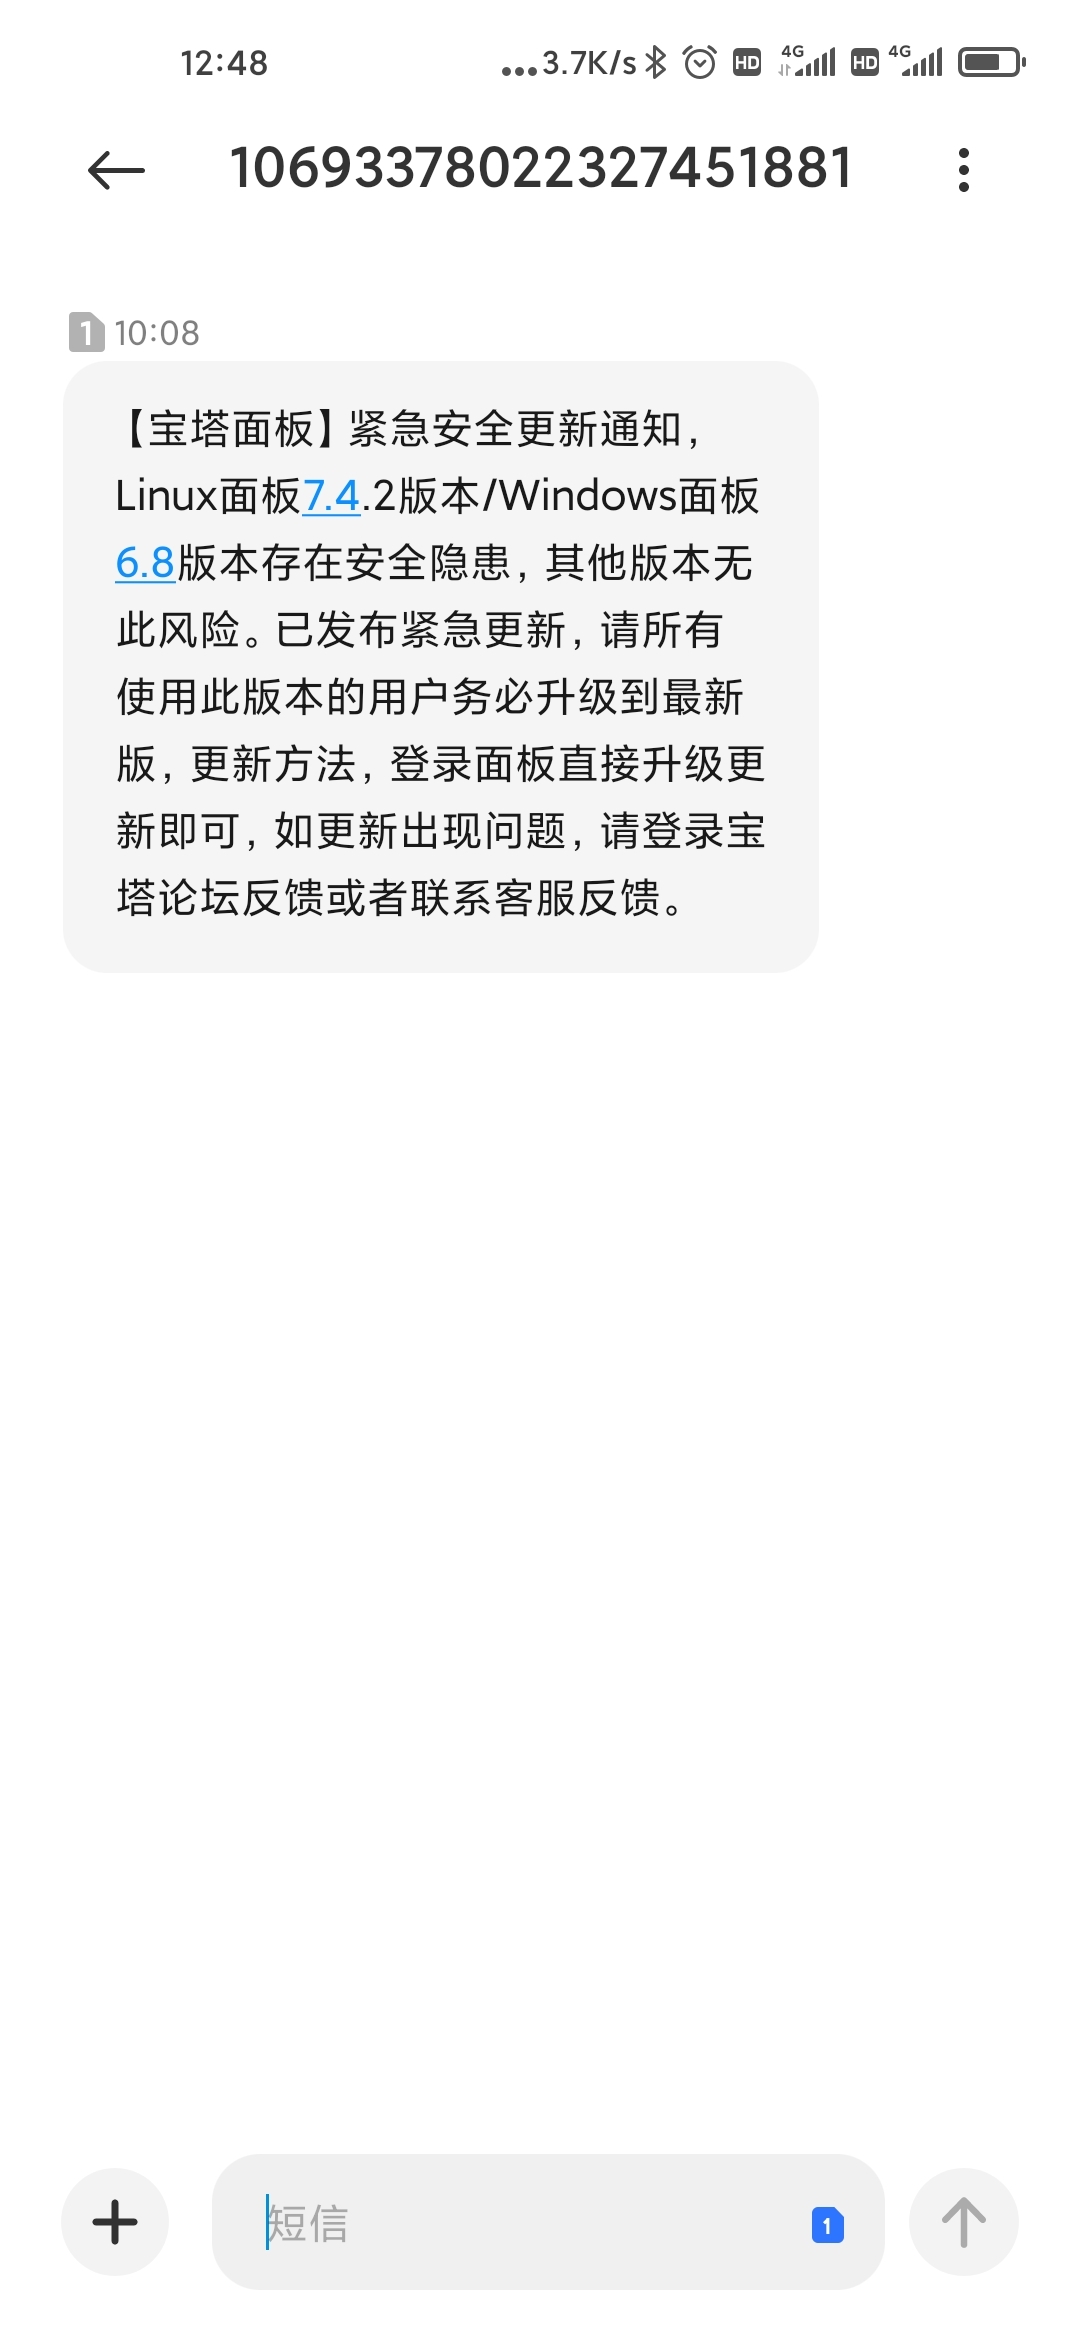 12:48
...3.7K/s HD 4G HD 4G
10693378022327451881
1 10:08
【宝塔面板】紧急安全更新通知，
Linux面板7.4.2版本/Windows面板
6.8版本存在安全隐患，其他版本无
此风险。已发布紧急更新，请所有
使用此版本的用户务必升级到最新
版，更新方法，登录面板直接升级更
新即可，如更新出现问题，请登录宝
塔论坛反馈或者联系客服反馈。
短信 1